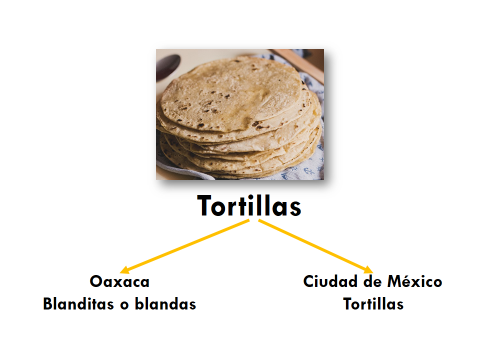 Tortillas
Oaxaca
Blanditas o blandas
Ciudad de México
Tortillas